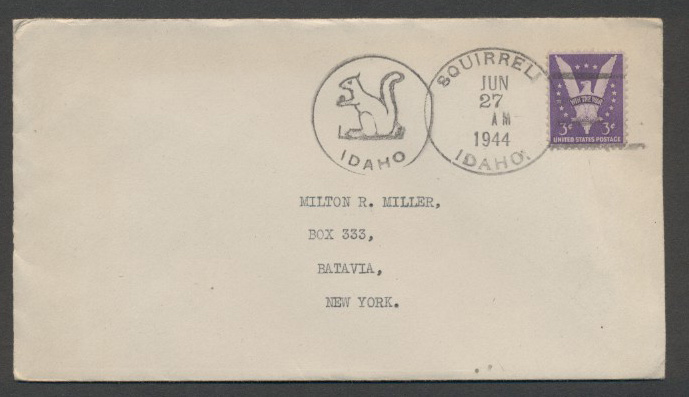 IDAHO
SQUIRREL
JUN
27
AM
1944
IDAHO.
WIN THE WAR
3¢ 3¢
UNITED STATES POSTAGE
MILTON R. MILLER,
BOX 333,
BATAVIA,
NEW YORK.